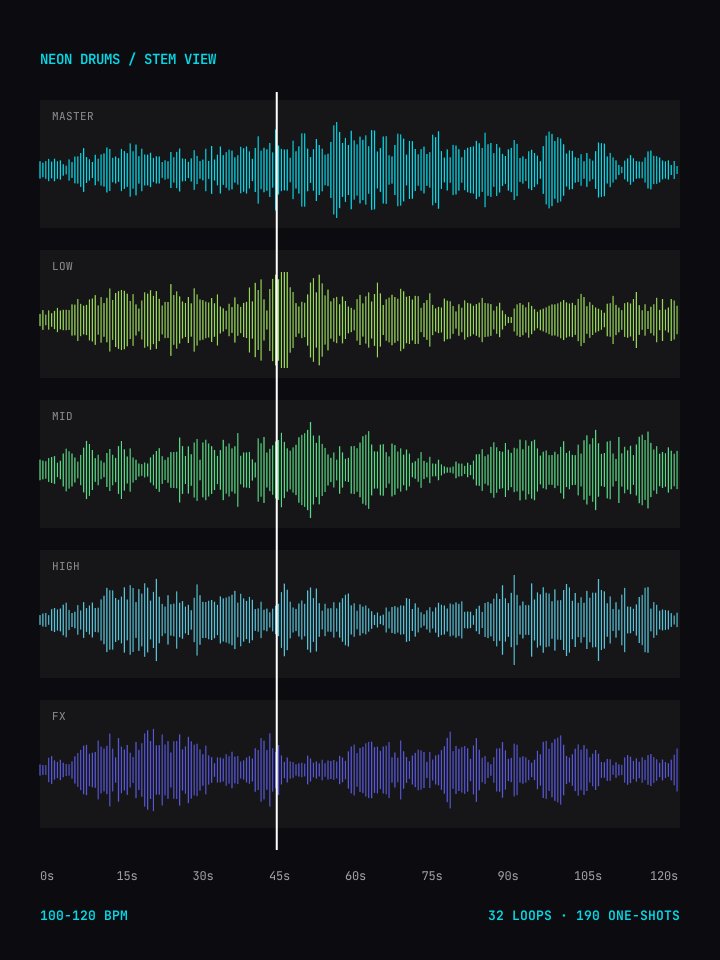 NEON DRUMS / STEM VIEW
MASTER
LOW
MID
HIGH
FX
0s 15s 30s 45s 60s 75s 90s 105s 120s
100-120 BPM 32 LOOPS · 190 ONE-SHOTS